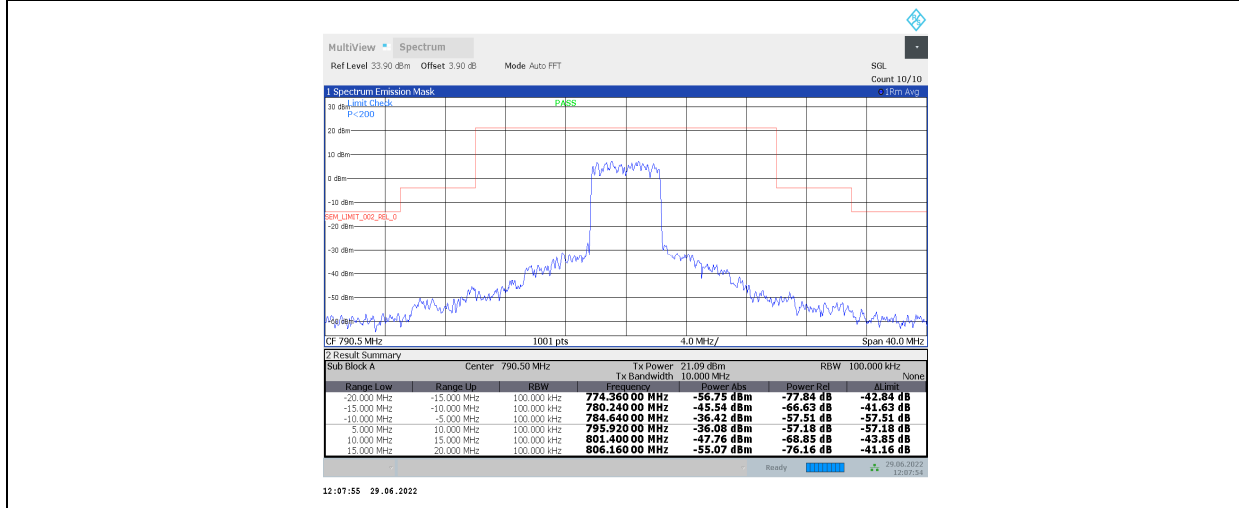 MultiView Spectrum
Ref Level 33.90 dBm Offset 3.90 dB Mode Auto FFT SGL
Count 10/10
1 Spectrum Emission Mask 1Rm Avg
30 dBm Limit Check PASS
P<200
20 dBm
10 dBm
0 dBm
-10 dBm
SEM_LIMIT_002_REL_0
-20 dBm
-30 dBm
-40 dBm
-50 dBm
-60 dBm
CF 790.5 MHz 1001 pts 4.0 MHz/ Span 40.0 MHz
2 Result Summary
Sub Block A Center 790.50 MHz Tx Power 21.09 dBm RBW 100.000 kHz
Tx Bandwidth 10.000 MHz None
Range Low Range Up RBW Frequency Power Abs Power Rel ΔLimit
-20.000 MHz -15.000 MHz 100.000 kHz 774.36000 MHz -56.75 dBm -77.84 dB -42.84 dB
-15.000 MHz -10.000 MHz 100.000 kHz 780.24000 MHz -45.54 dBm -66.63 dB -41.63 dB
-10.000 MHz -5.000 MHz 100.000 kHz 784.64000 MHz -36.42 dBm -57.51 dB -57.51 dB
5.000 MHz 10.000 MHz 100.000 kHz 795.92000 MHz -36.08 dBm -57.18 dB -57.18 dB
10.000 MHz 15.000 MHz 100.000 kHz 801.40000 MHz -47.76 dBm -68.85 dB -43.85 dB
15.000 MHz 20.000 MHz 100.000 kHz 806.16000 MHz -55.07 dBm -76.16 dB -41.16 dB
Ready 29.06.2022
12:07:54
12:07:55 29.06.2022